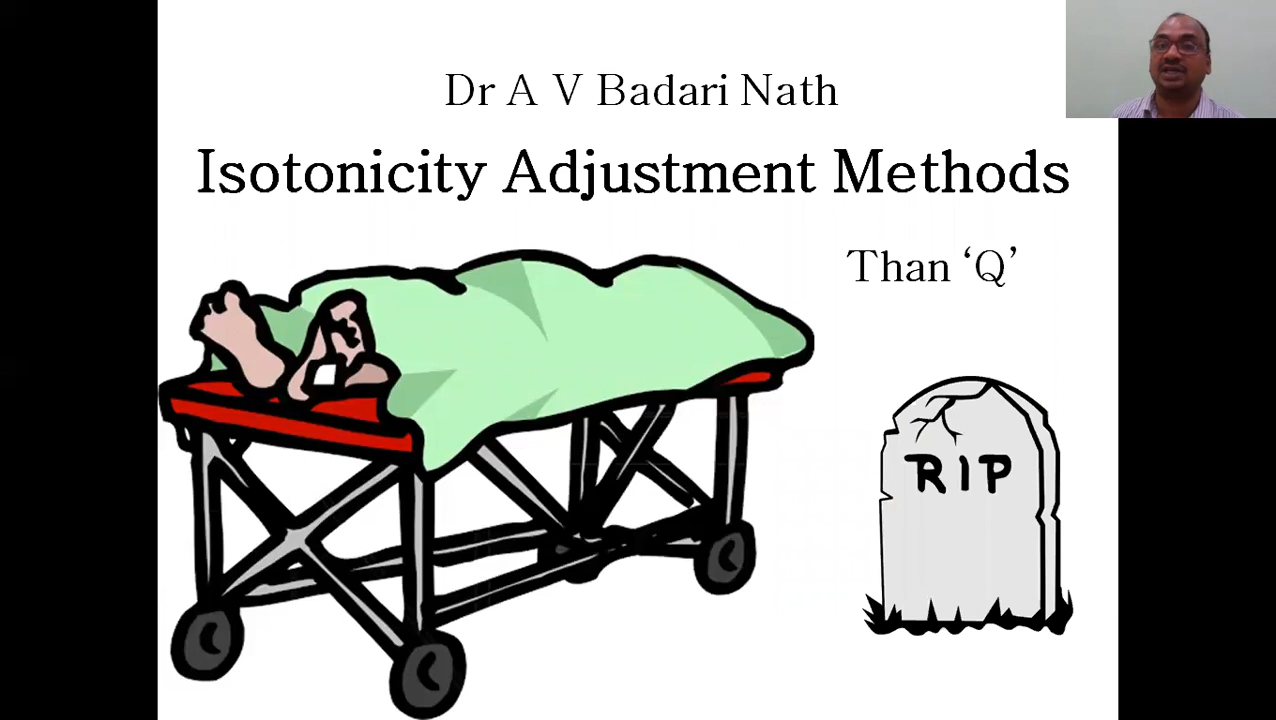 Dr A V Badari Nath
Isotonicity Adjustment Methods
Than ‘Q’
RIP